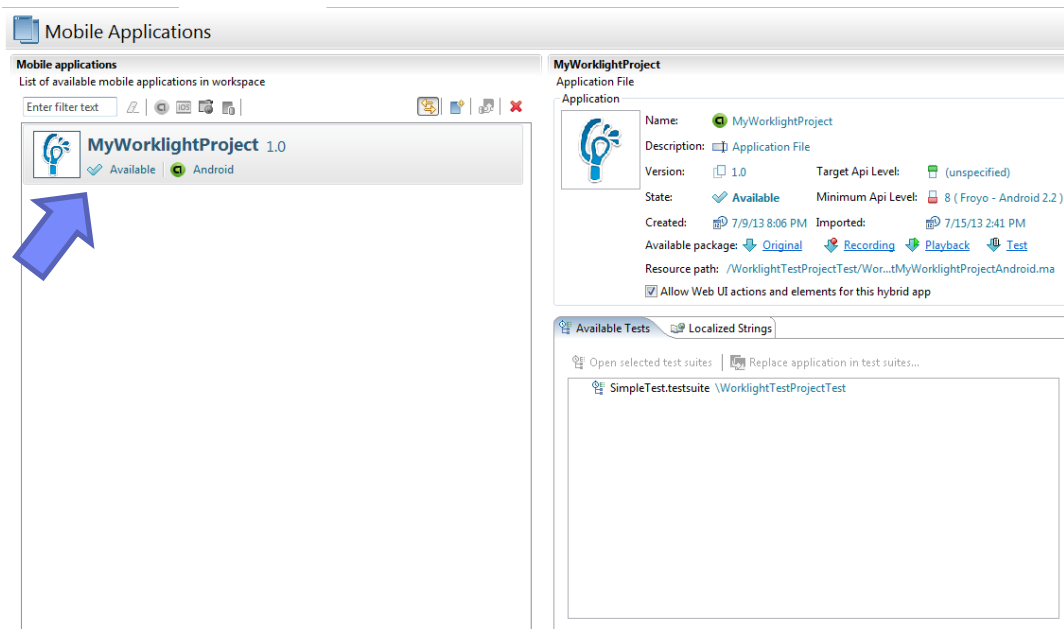 Mobile Applications
Mobile applications
List of available mobile applications in workspace
Enter filter text
iOS
MyWorklightProject 1.0
Available
Android
MyWorklightProject
Application File
Application
Name: MyWorklightProject
Description: Application File
Version: 1.0 Target Api Level: (unspecified)
State: Available Minimum Api Level: 8 ( Froyo - Android 2.2 )
Created: 7/9/13 8:06 PM Imported: 7/15/13 2:41 PM
Available package: Original Recording Playback Test
Resource path: /WorklightTestProjectTest/Wor...tMyWorklightProjectAndroid.ma
Allow Web UI actions and elements for this hybrid app
Available Tests Localized Strings
Open selected test suites Replace application in test suites...
SimpleTest.testsuite \WorklightTestProjectTest